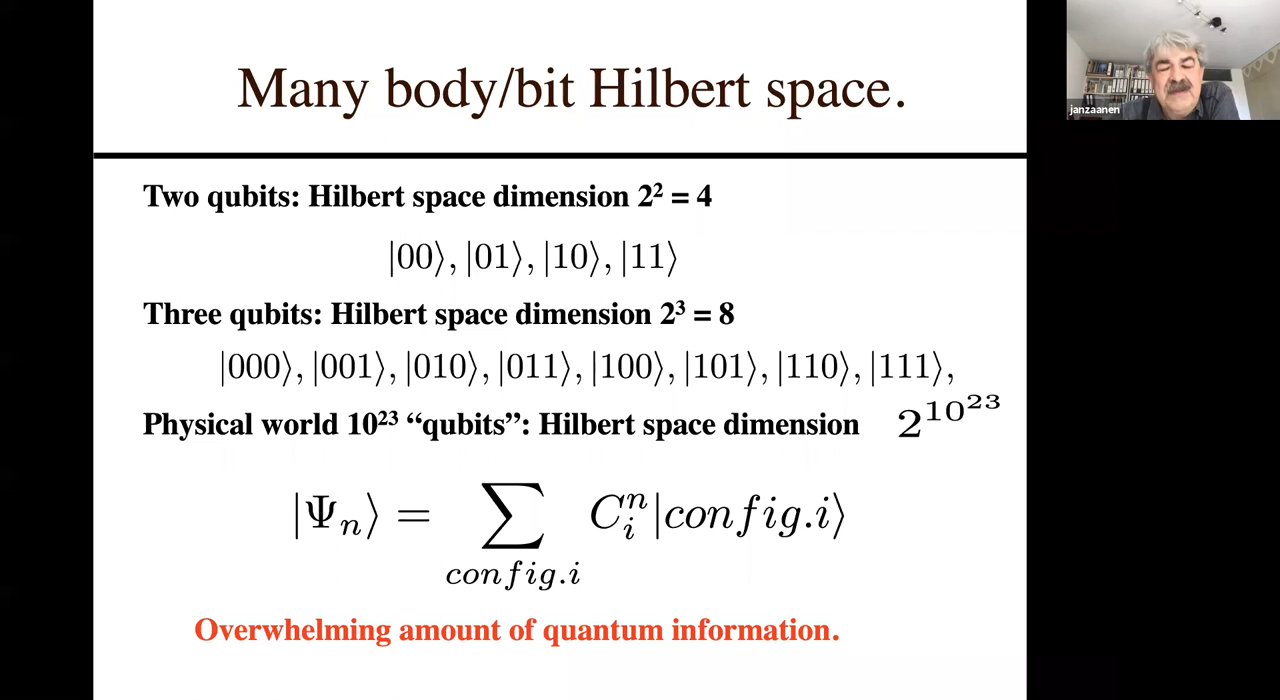 Many body/bit Hilbert space.
janzaanen
Two qubits: Hilbert space dimension 2² = 4
|00⟩, |01⟩, |10⟩, |11⟩
Three qubits: Hilbert space dimension 2³ = 8
|000⟩, |001⟩, |010⟩, |011⟩, |100⟩, |101⟩, |110⟩, |111⟩,
Physical world 10²³ “qubits”: Hilbert space dimension 2^{10^{23}}
|Ψₙ⟩ = ∑_{config.i} C_i^n |config.i⟩
Overwhelming amount of quantum information.